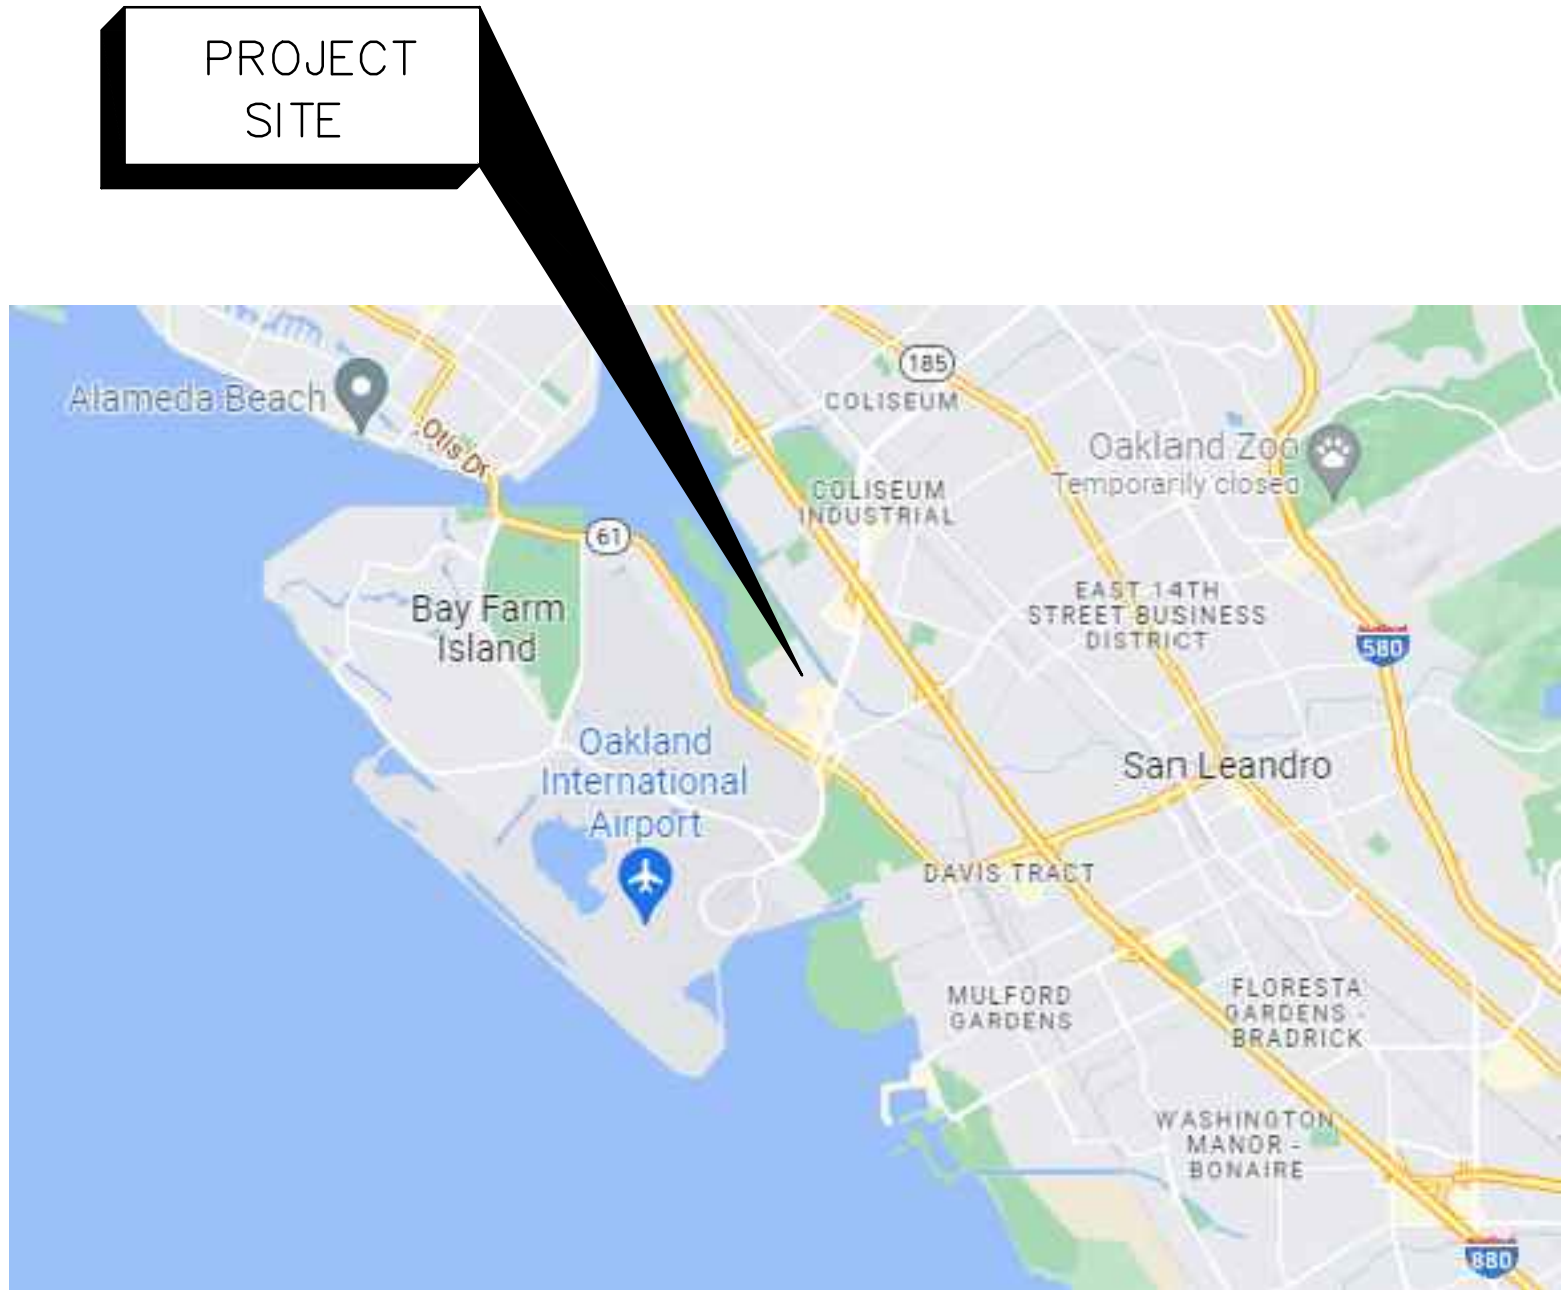 PROJECT
SITE
185
Alameda Beach
COLISEUM
Otis Dr
Oakland Zoo
Temporarily closed
COLISEUM
INDUSTRIAL
61
Bay Farm
Island
EAST 14TH
STREET BUSINESS
DISTRICT
580
Oakland
International
Airport
San Leandro
DAVIS TRACT
MULFORD
GARDENS
FLORESTA
GARDENS -
BRADRICK
WASHINGTON
MANOR -
BONAIRE
880